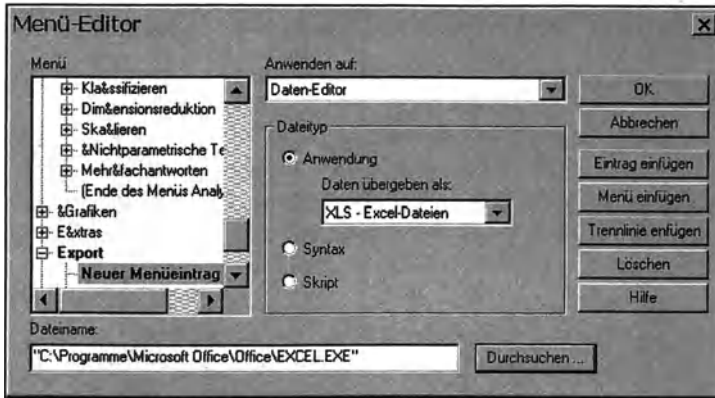 Menü-Editor
Menü
Kla&ssifizieren
Dim&ensionsreduktion
Ska&lieren
&Nichtparametrische Te
Mehr&fachantworten
(Ende des Menüs Analy
&Grafiken
E&xtras
Export
Neuer Menüeintrag
Anwenden auf:
Daten-Editor
Dateityp
Anwendung
Daten übergeben als:
XLS - Excel-Dateien
Syntax
Skript
OK
Abbrechen
Eintrag einfügen
Menü einfügen
Trennlinie enfügen
Löschen
Hilfe
Dateiname:
"C:\Programme\Microsoft Office\Office\EXCEL.EXE"
Durchsuchen ...